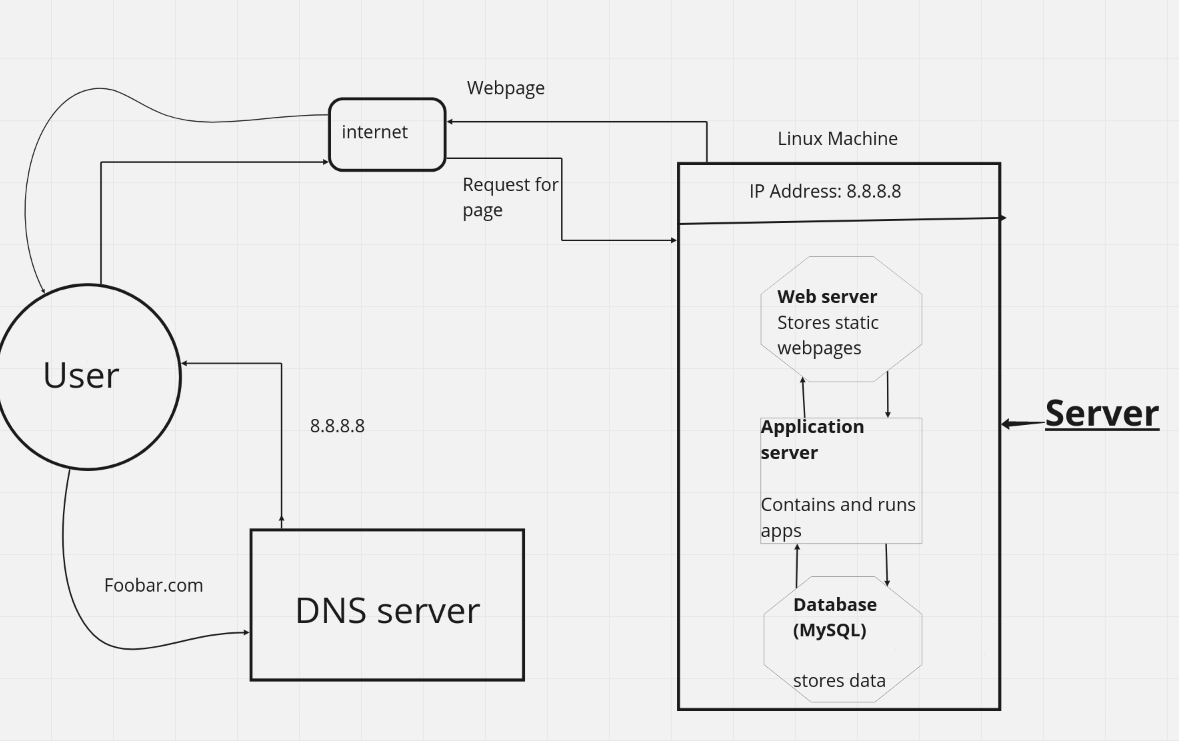 Webpage
internet
Linux Machine
Request for
page
IP Address: 8.8.8.8
Web server
Stores static
webpages
User
8.8.8.8
Application
server
Contains and runs
apps
Server
Foobar.com
DNS server
Database
(MySQL)
stores data